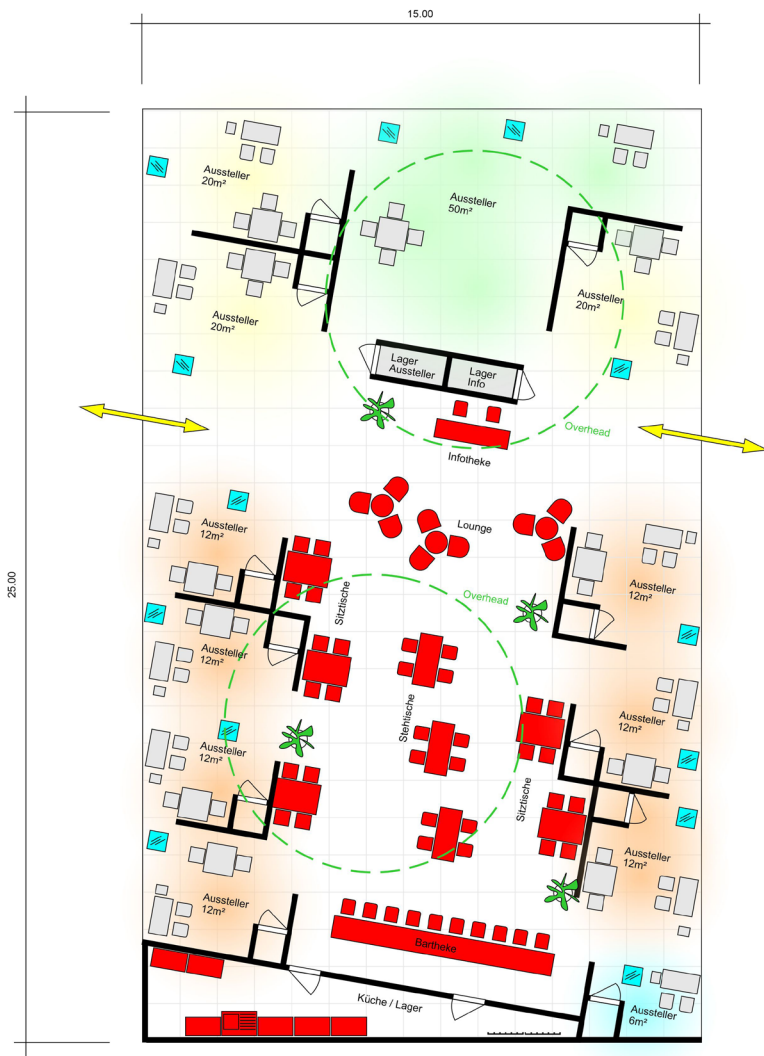 15.00
25.00
Aussteller
20m²
Aussteller
50m²
Aussteller
20m²
Aussteller
20m²
Lager
Aussteller
Lager
Info
Overhead
Infotheke
Lounge
Aussteller
12m²
Sitztische
Overhead
Aussteller
12m²
Aussteller
12m²
Stehtische
Aussteller
12m²
Aussteller
12m²
Sitztische
Aussteller
12m²
Aussteller
12m²
Bartheke
Küche / Lager
Aussteller
6m²